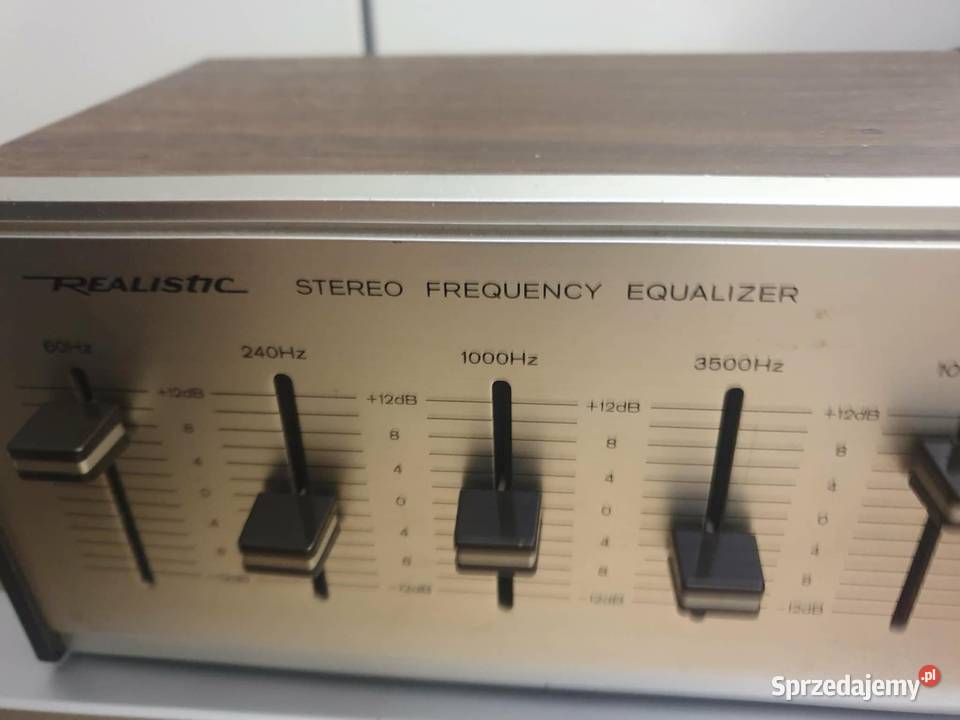 REALISTIC STEREO FREQUENCY EQUALIZER
60Hz 240Hz 1000Hz 3500Hz
+12dB +12dB +12dB +12dB
8 8 8 8
4 4 4 4
0 0 0 0
4 4 4 4
8 8 8 8
-12dB -12dB -12dB -12dB
Sprzedajemy.pl